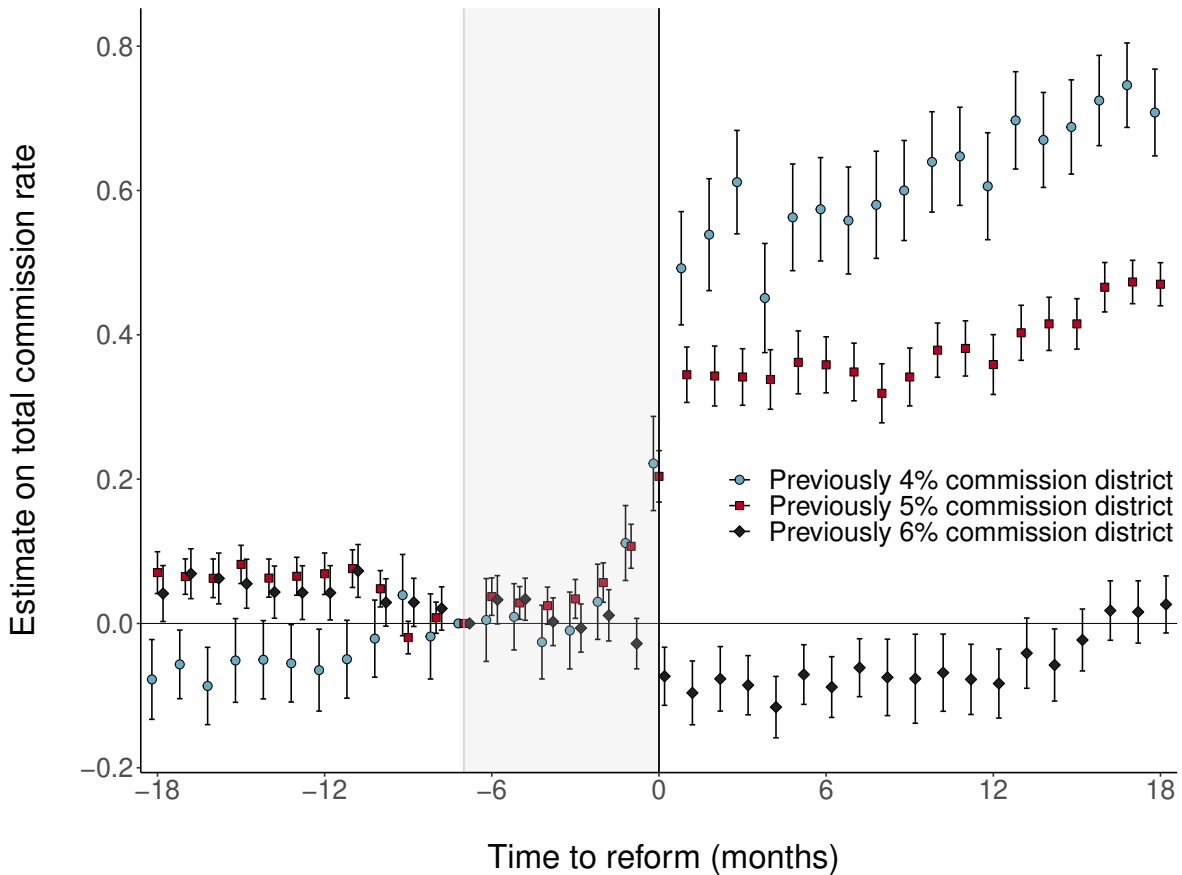 Estimate on total commission rate
0.8
0.6
0.4
0.2
0.0
−0.2
Previously 4% commission district
Previously 5% commission district
Previously 6% commission district
−18 −12 −6 0 6 12 18
Time to reform (months)